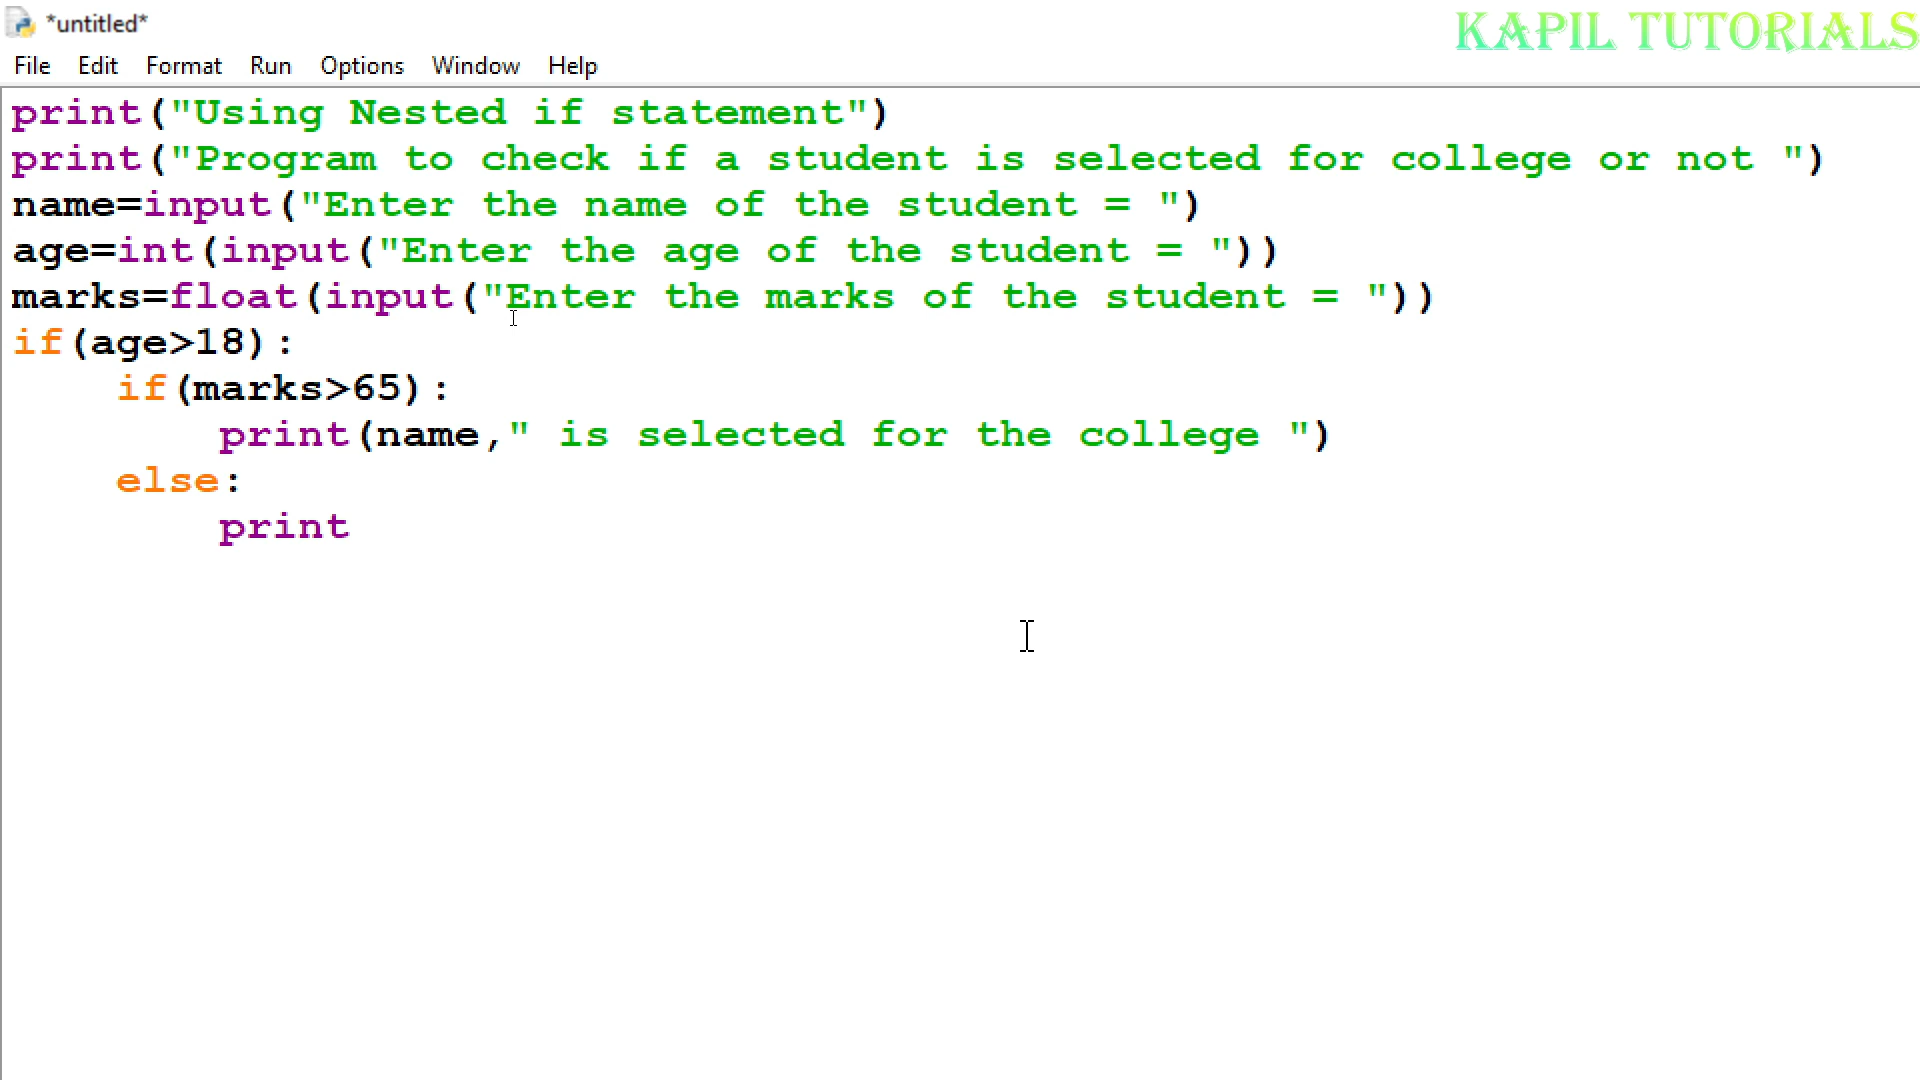 *untitled*
KAPIL TUTORIALS
File Edit Format Run Options Window Help
print("Using Nested if statement")
print("Program to check if a student is selected for college or not ")
name=input("Enter the name of the student = ")
age=int(input("Enter the age of the student = "))
marks=float(input("Enter the marks of the student = "))
if(age>18):
    if(marks>65):
        print(name," is selected for the college ")
    else:
        print